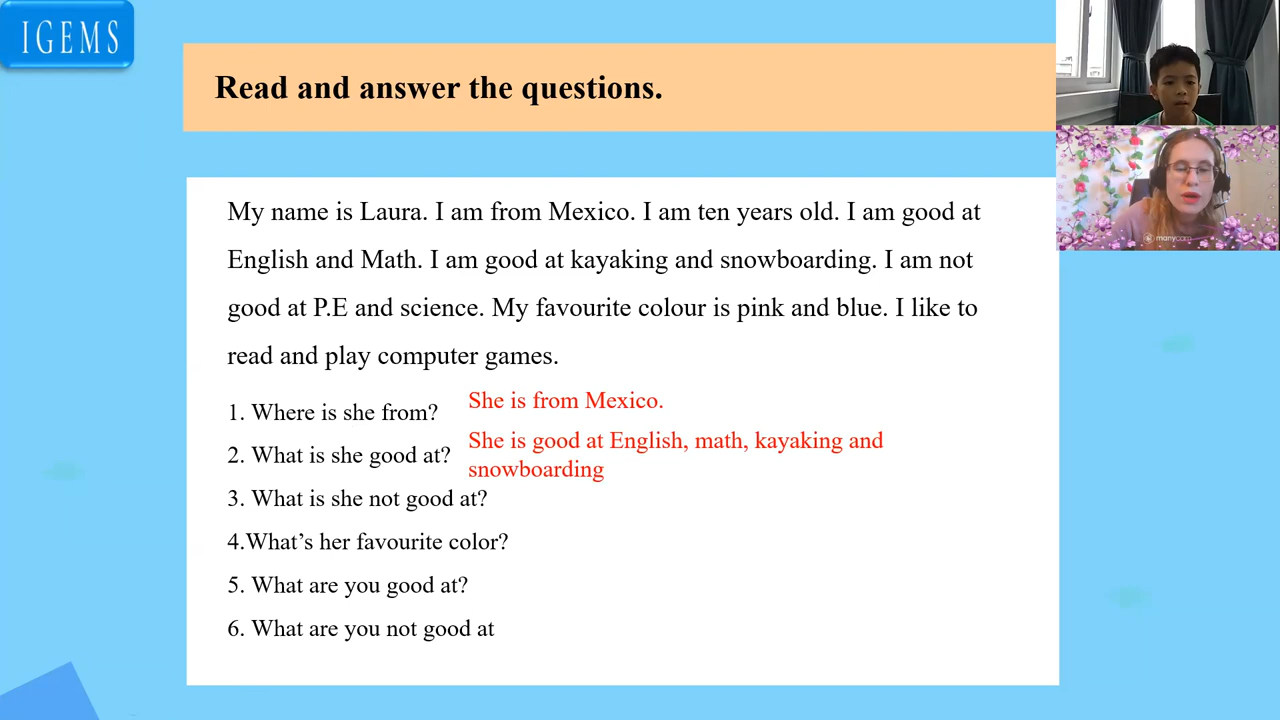 IGEMS
Read and answer the questions.
My name is Laura. I am from Mexico. I am ten years old. I am good at
English and Math. I am good at kayaking and snowboarding. I am not
good at P.E and science. My favourite colour is pink and blue. I like to
read and play computer games.
1. Where is she from?
She is from Mexico.
2. What is she good at?
She is good at English, math, kayaking and
snowboarding
3. What is she not good at?
4.What’s her favourite color?
5. What are you good at?
6. What are you not good at
manycam